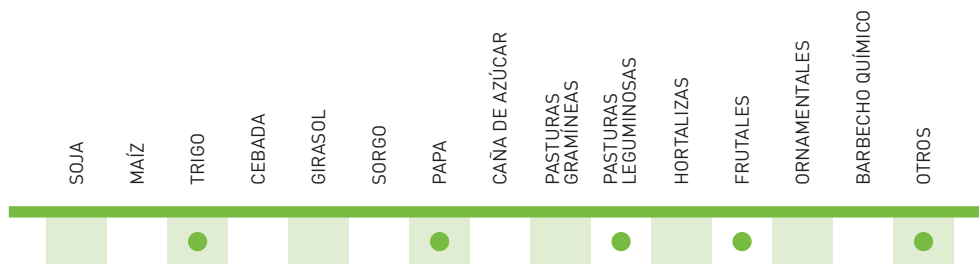 SOJA
MAÍZ
TRIGO
CEBADA
GIRASOL
SORGO
PAPA
CAÑA DE AZÚCAR
PASTURAS
GRAMÍNEAS
PASTURAS
LEGUMINOSAS
HORTALIZAS
FRUTALES
ORNAMENTALES
BARBECHO QUÍMICO
OTROS